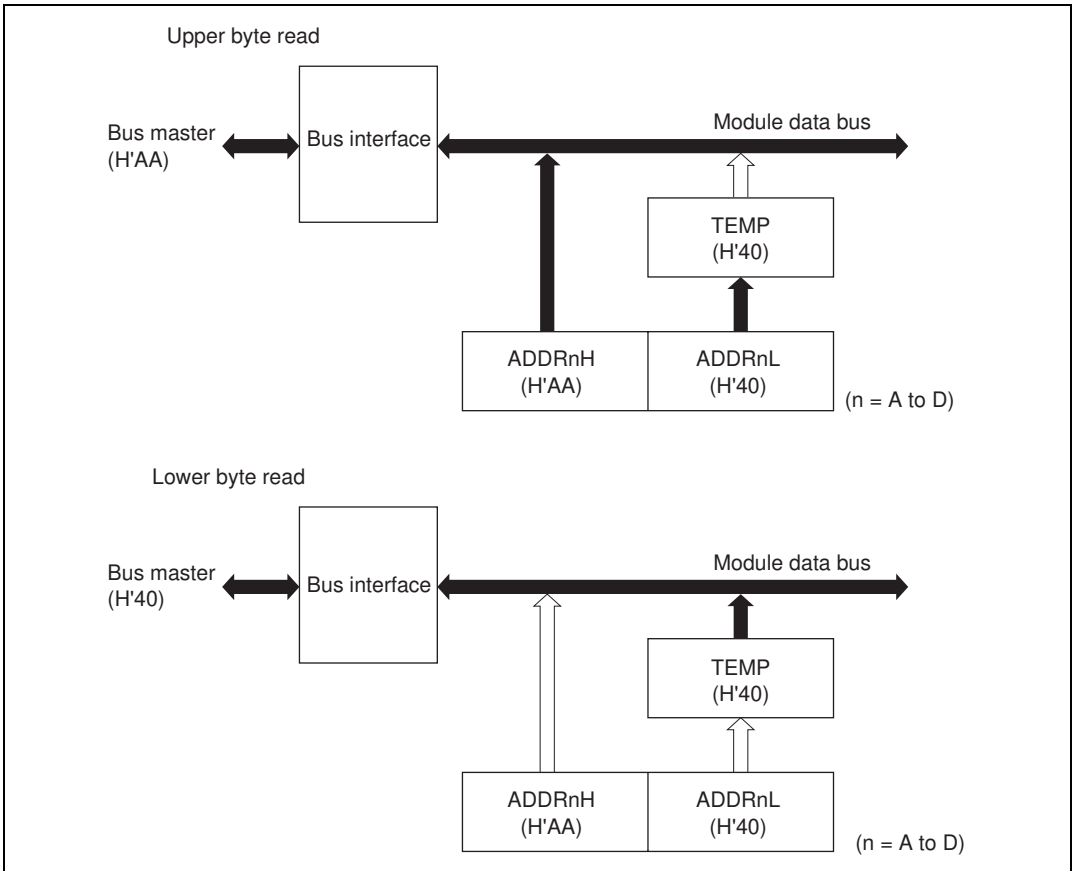 Upper byte read
Bus master
(H'AA)
Bus interface
Module data bus
TEMP
(H'40)
ADDRnH
(H'AA)
ADDRnL
(H'40)
(n = A to D)
Lower byte read
Bus master
(H'40)
Bus interface
Module data bus
TEMP
(H'40)
ADDRnH
(H'AA)
ADDRnL
(H'40)
(n = A to D)